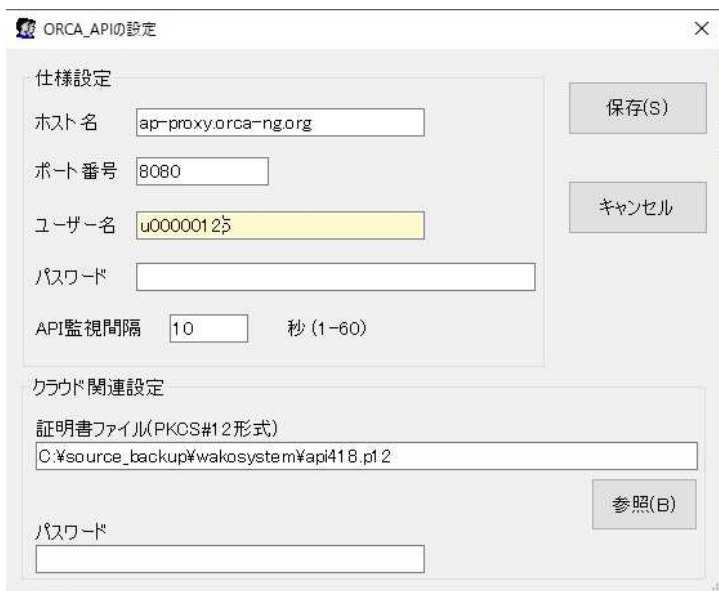 ORCA_APIの設定
仕様設定
ホスト名 ap-proxy.orca-ng.org
保存(S)
ポート番号 8080
キャンセル
ユーザー名 u00000125
パスワード
API監視間隔 10 秒(1-60)
クラウド関連設定
証明書ファイル(PKCS#12形式)
C:¥source_backup¥wakosystem¥api418.p12
参照(B)
パスワード